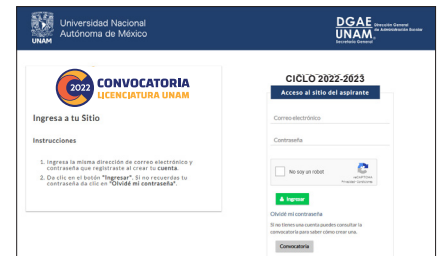 Universidad Nacional
Autónoma de México
UNAM
DGAE
UNAM
Dirección General
de Administración Escolar
Secretaría General
2022
CONVOCATORIA
LICENCIATURA UNAM
Ingresa a tu Sitio
Instrucciones
1. Ingresa la misma dirección de correo electrónico y
contraseña que registraste al crear tu cuenta.
2. Da clic en el botón "Ingresar". Si no recuerdas tu
contraseña da clic en "Olvidé mi contraseña".
CICLO 2022-2023
Acceso al sitio del aspirante
Correo electrónico
Contraseña
No soy un robot
reCAPTCHA
Privacidad - Condiciones
Ingresar
Olvidé mi contraseña
Si no tienes una cuenta puedes consultar la
convocatoria para saber cómo crear una.
Convocatoria